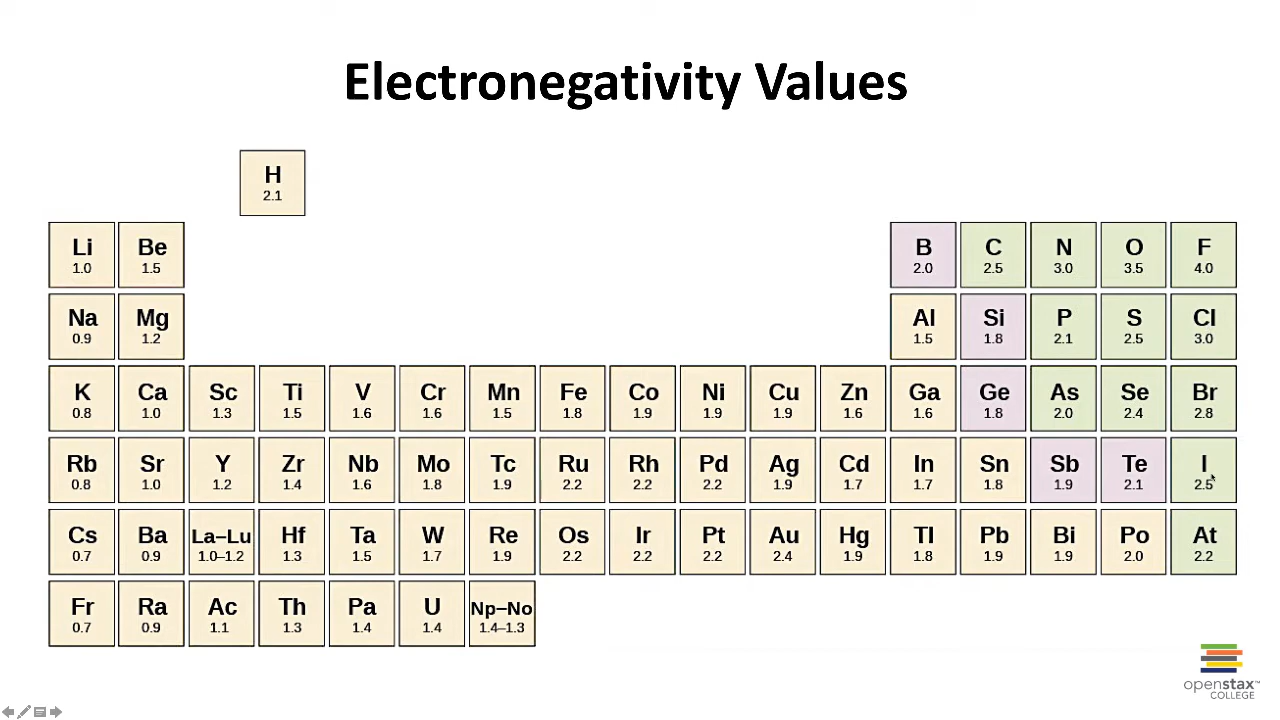 Electronegativity Values
H
2.1
Li Be B C N O F
1.0 1.5 2.0 2.5 3.0 3.5 4.0
Na Mg Al Si P S Cl
0.9 1.2 1.5 1.8 2.1 2.5 3.0
K Ca Sc Ti V Cr Mn Fe Co Ni Cu Zn Ga Ge As Se Br
0.8 1.0 1.3 1.5 1.6 1.6 1.5 1.8 1.9 1.9 1.9 1.6 1.6 1.8 2.0 2.4 2.8
Rb Sr Y Zr Nb Mo Tc Ru Rh Pd Ag Cd In Sn Sb Te I
0.8 1.0 1.2 1.4 1.6 1.8 1.9 2.2 2.2 2.2 1.9 1.7 1.7 1.8 1.9 2.1 2.5
Cs Ba La–Lu Hf Ta W Re Os Ir Pt Au Hg Tl Pb Bi Po At
0.7 0.9 1.0–1.2 1.3 1.5 1.7 1.9 2.2 2.2 2.2 2.4 1.9 1.8 1.9 1.9 2.0 2.2
Fr Ra Ac Th Pa U Np–No
0.7 0.9 1.1 1.3 1.4 1.4 1.4–1.3
openstax™
COLLEGE